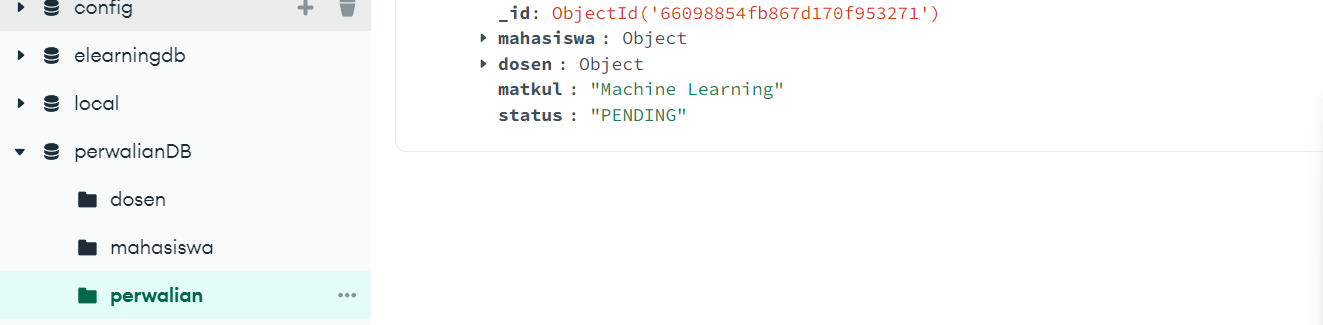 config
elearningdb
local
perwalianDB
dosen
mahasiswa
perwalian
_id: ObjectId('66098854fb867d170f953271')
mahasiswa : Object
dosen : Object
matkul : "Machine Learning"
status : "PENDING"